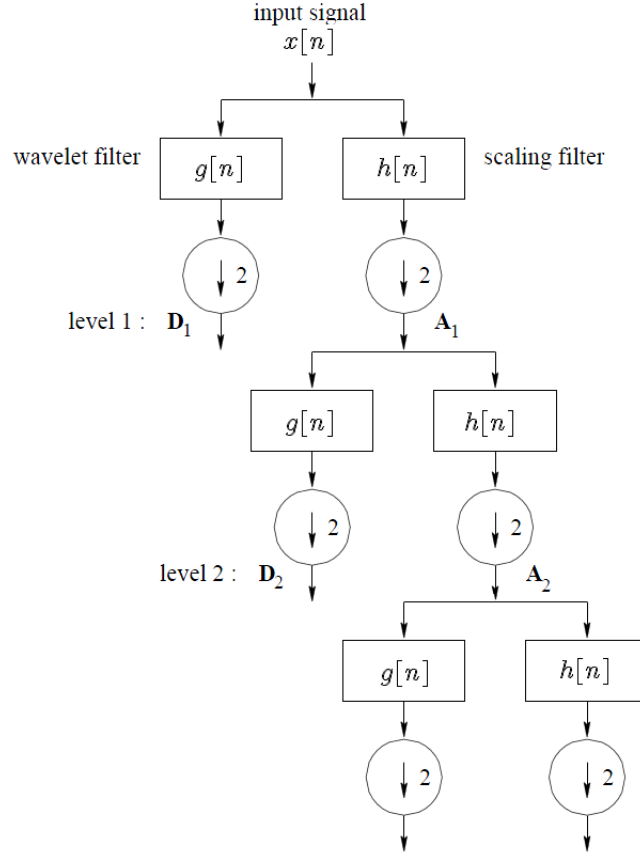 input signal
x[n]
wavelet filter
g[n]
h[n]
scaling filter
↓ 2
↓ 2
level 1 : D1
A1
g[n]
h[n]
↓ 2
↓ 2
level 2 : D2
A2
g[n]
h[n]
↓ 2
↓ 2